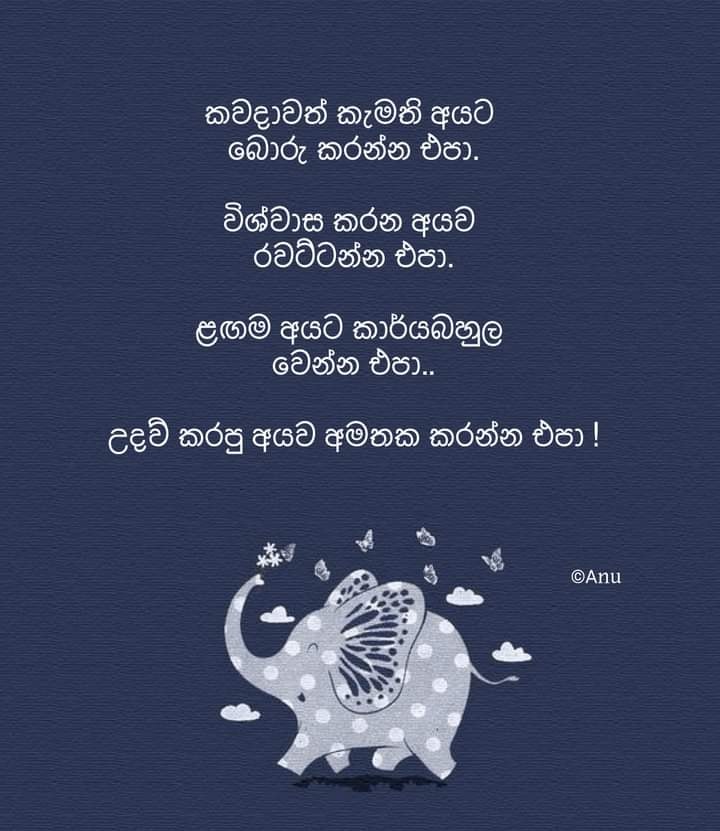 කවදාවත් කැමති අයට
බොරු කරන්න එපා.
විශ්වාස කරන අයව
රවට්ටන්න එපා.
ළඟම අයට කාර්යබහුල
වෙන්න එපා..
උදව් කරපු අයව අමතක කරන්න එපා !
©Anu